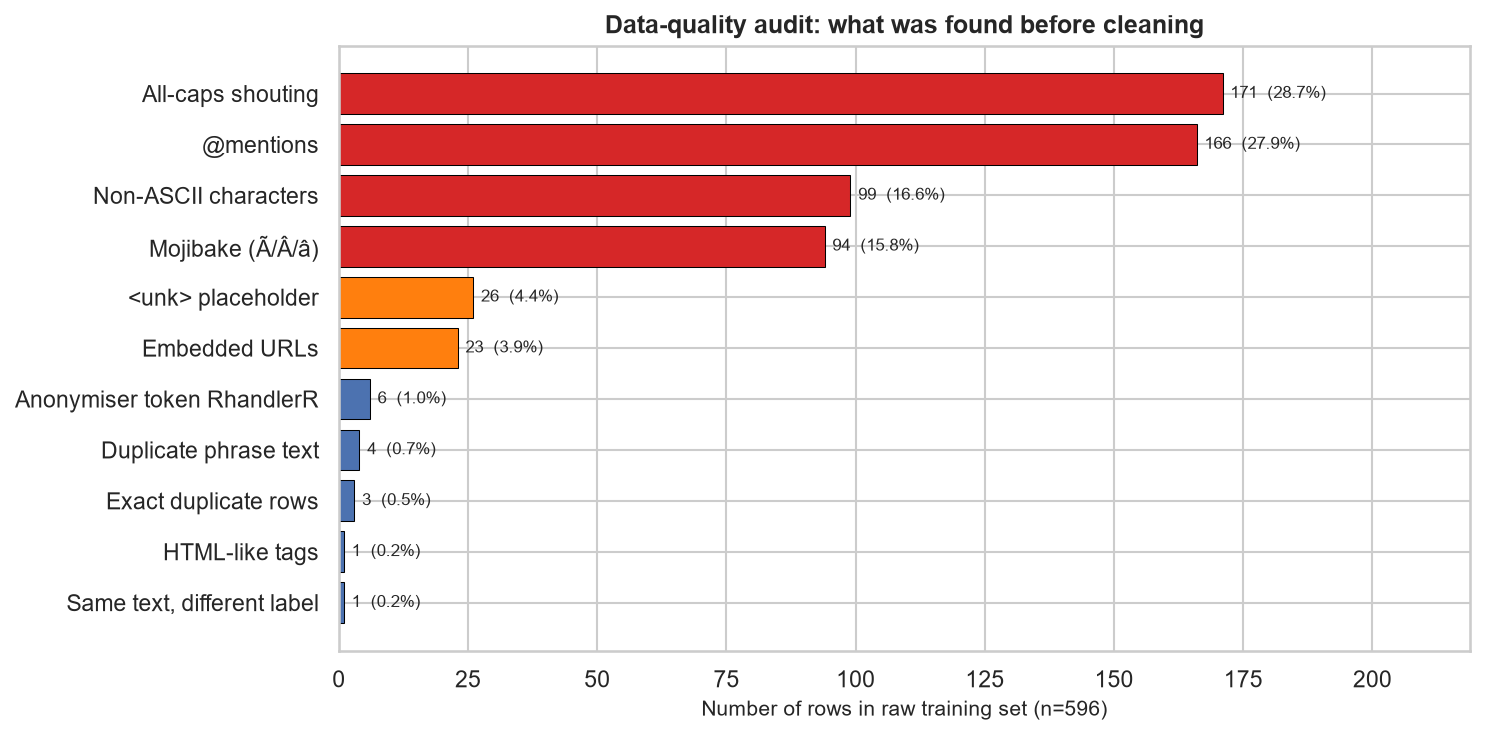 Data-quality audit: what was found before cleaning
All-caps shouting
171 (28.7%)
@mentions
166 (27.9%)
Non-ASCII characters
99 (16.6%)
Mojibake (Ã/Â/â)
94 (15.8%)
<unk> placeholder
26 (4.4%)
Embedded URLs
23 (3.9%)
Anonymiser token RhandlerR
6 (1.0%)
Duplicate phrase text
4 (0.7%)
Exact duplicate rows
3 (0.5%)
HTML-like tags
1 (0.2%)
Same text, different label
1 (0.2%)
0 25 50 75 100 125 150 175 200
Number of rows in raw training set (n=596)